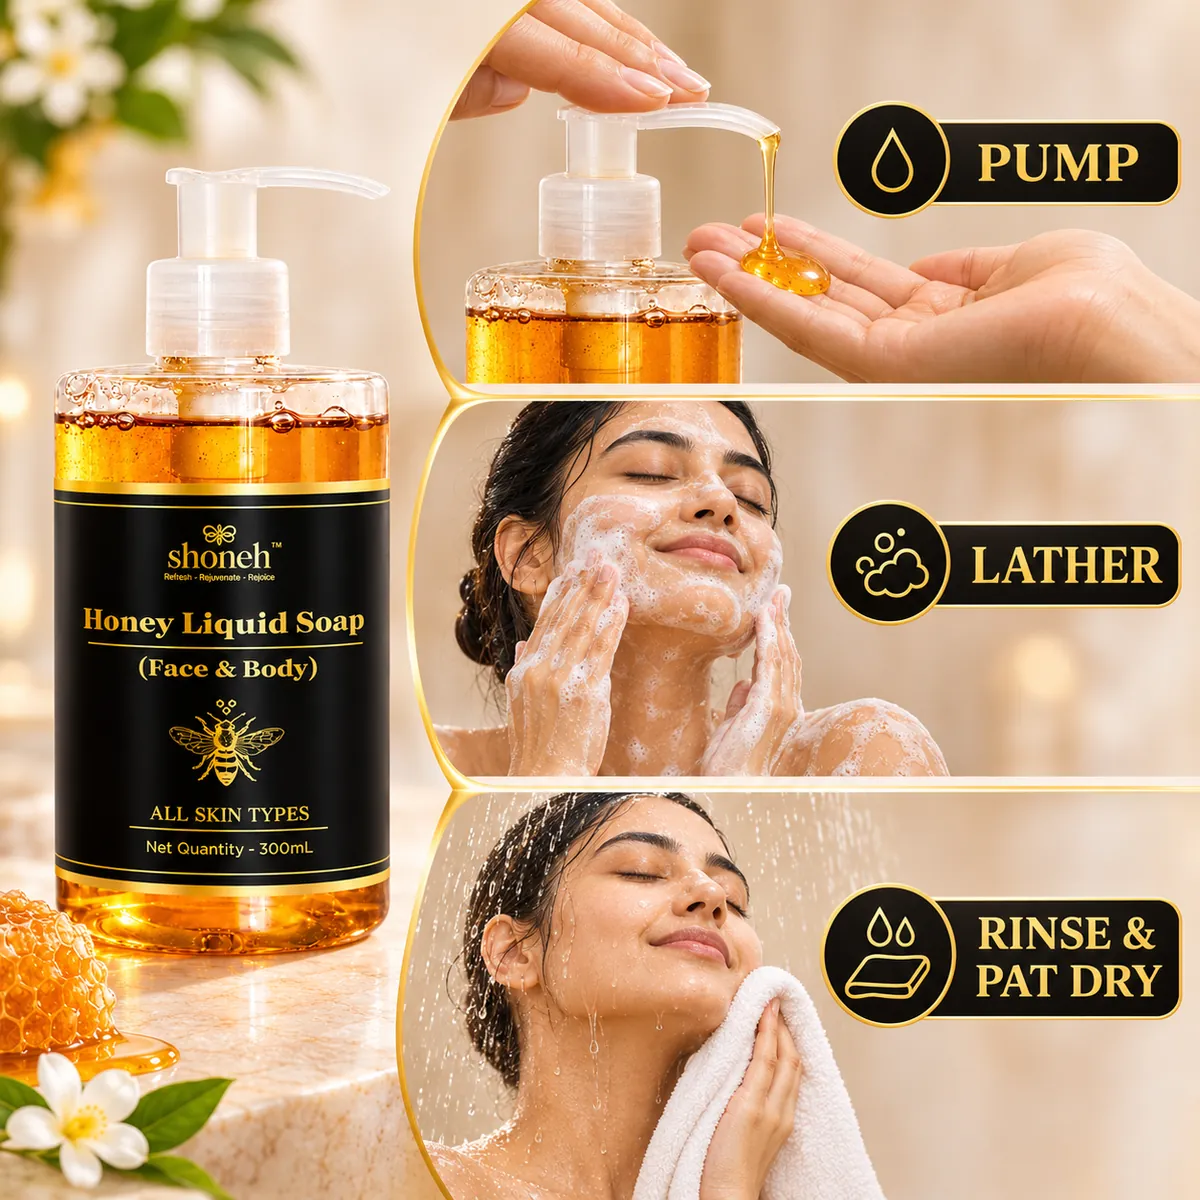 shoneh™
Refresh - Rejuvenate - Rejoice
Honey Liquid Soap
(Face & Body)
ALL SKIN TYPES
Net Quantity - 300mL
PUMP
LATHER
RINSE &
PAT DRY